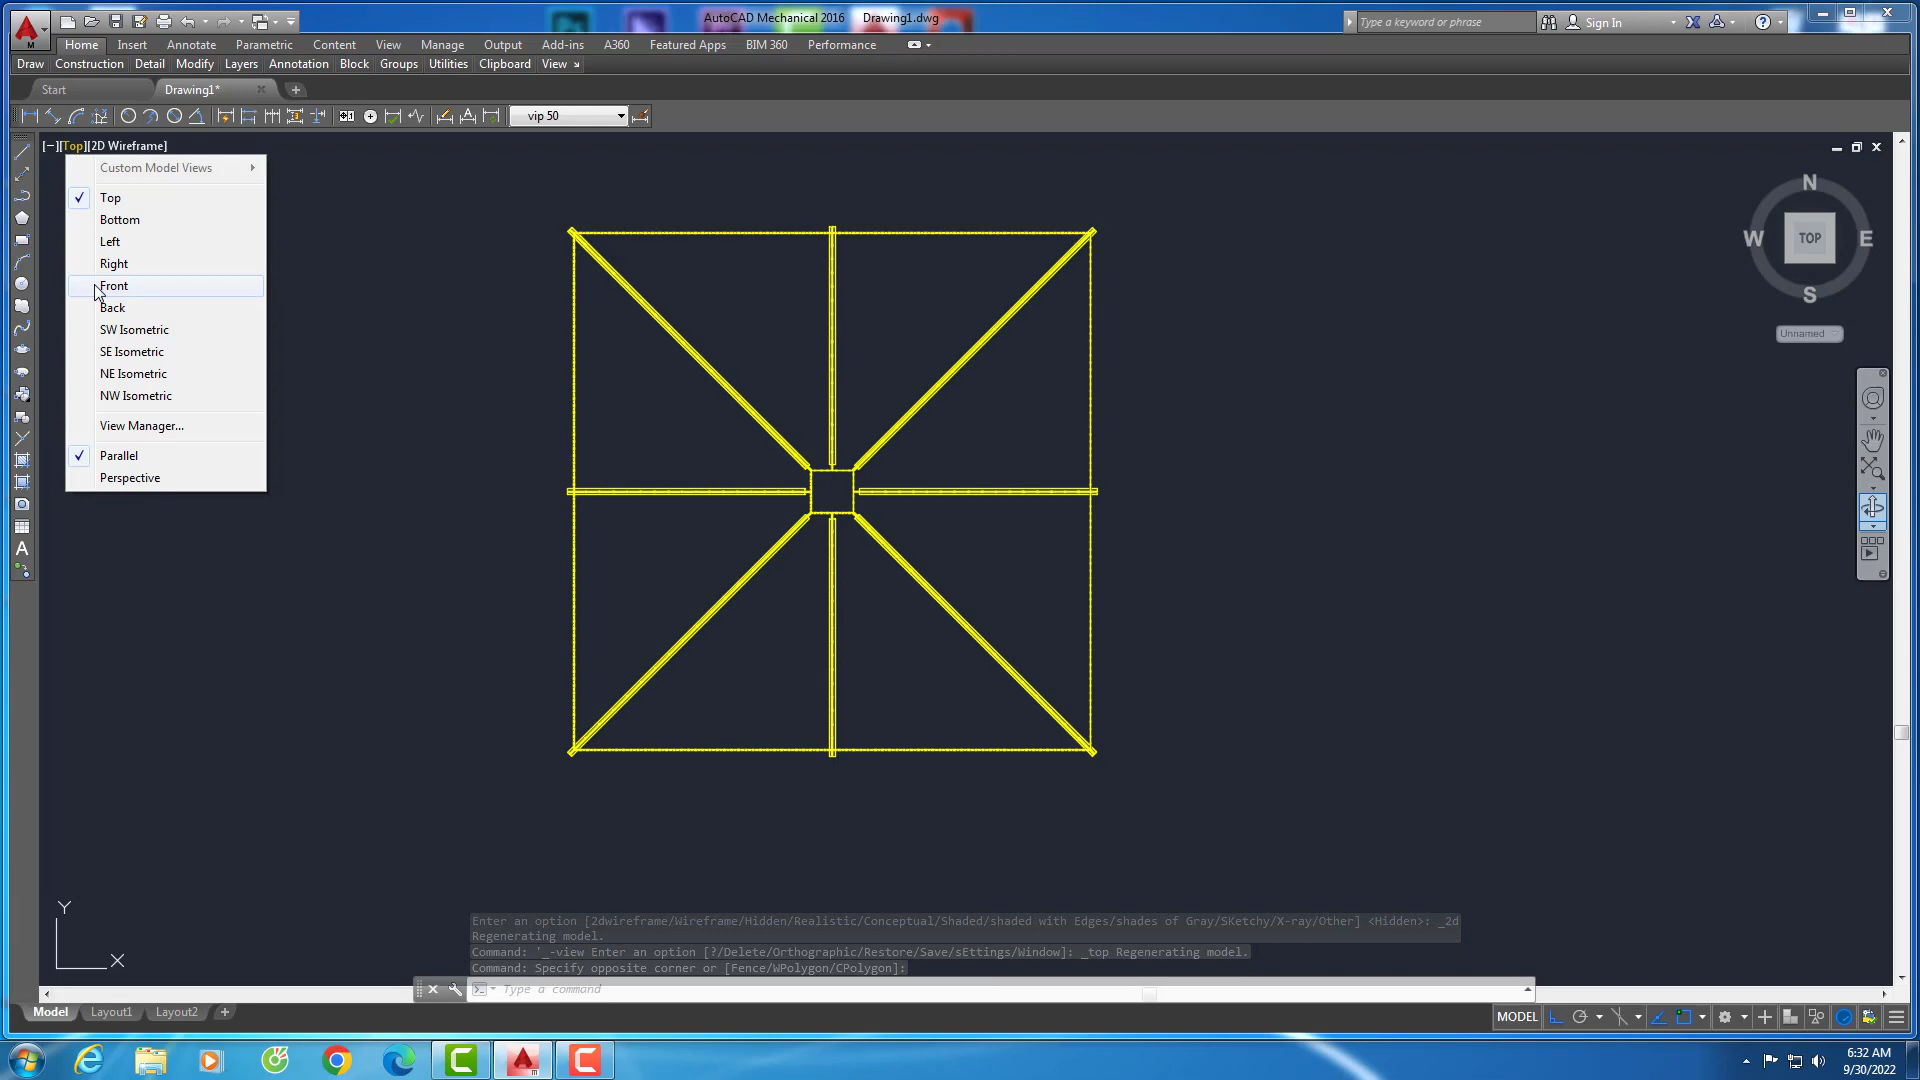 AutoCAD Mechanical 2016 Drawing1.dwg
Type a keyword or phrase
Sign In
M
Home Insert Annotate Parametric Content View Manage Output Add-ins A360 Featured Apps BIM 360 Performance
Draw Construction Detail Modify Layers Annotation Block Groups Utilities Clipboard View
Start
Drawing1*
vip 50
[−][Top][2D Wireframe]
Custom Model Views
Top
Bottom
Left
Right
Front
Back
SW Isometric
SE Isometric
NE Isometric
NW Isometric
View Manager...
Parallel
Perspective
N
W TOP E
S
Unnamed
A
Y
X
Enter an option [2dwireframe/Wireframe/Hidden/Realistic/Conceptual/Shaded/shaded with Edges/shades of Gray/SKetchy/X-ray/Other] <Hidden>: _2d
Regenerating model.
Command: '_-view Enter an option [?/Delete/Orthographic/Restore/Save/sEttings/Window]: _top Regenerating model.
Command: Specify opposite corner or [Fence/WPolygon/CPolygon]:
Type a command
Model Layout1 Layout2
MODEL
6:32 AM
9/30/2022